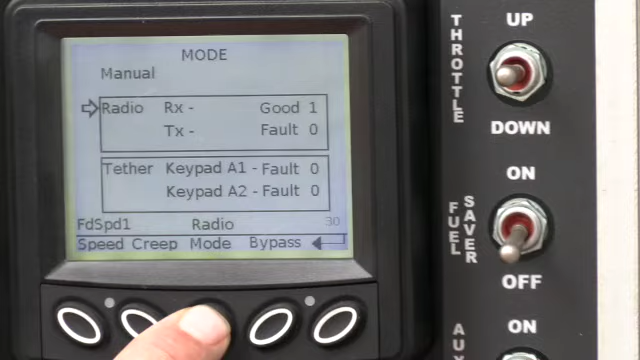 MODE
Manual
Radio Rx - Good 1
Tx - Fault 0
Tether Keypad A1 - Fault 0
Keypad A2 - Fault 0
FdSpd1 Radio 30
Speed Creep Mode Bypass
THROTTLE
UP
DOWN
FUEL SAVER
ON
OFF
AU
ON